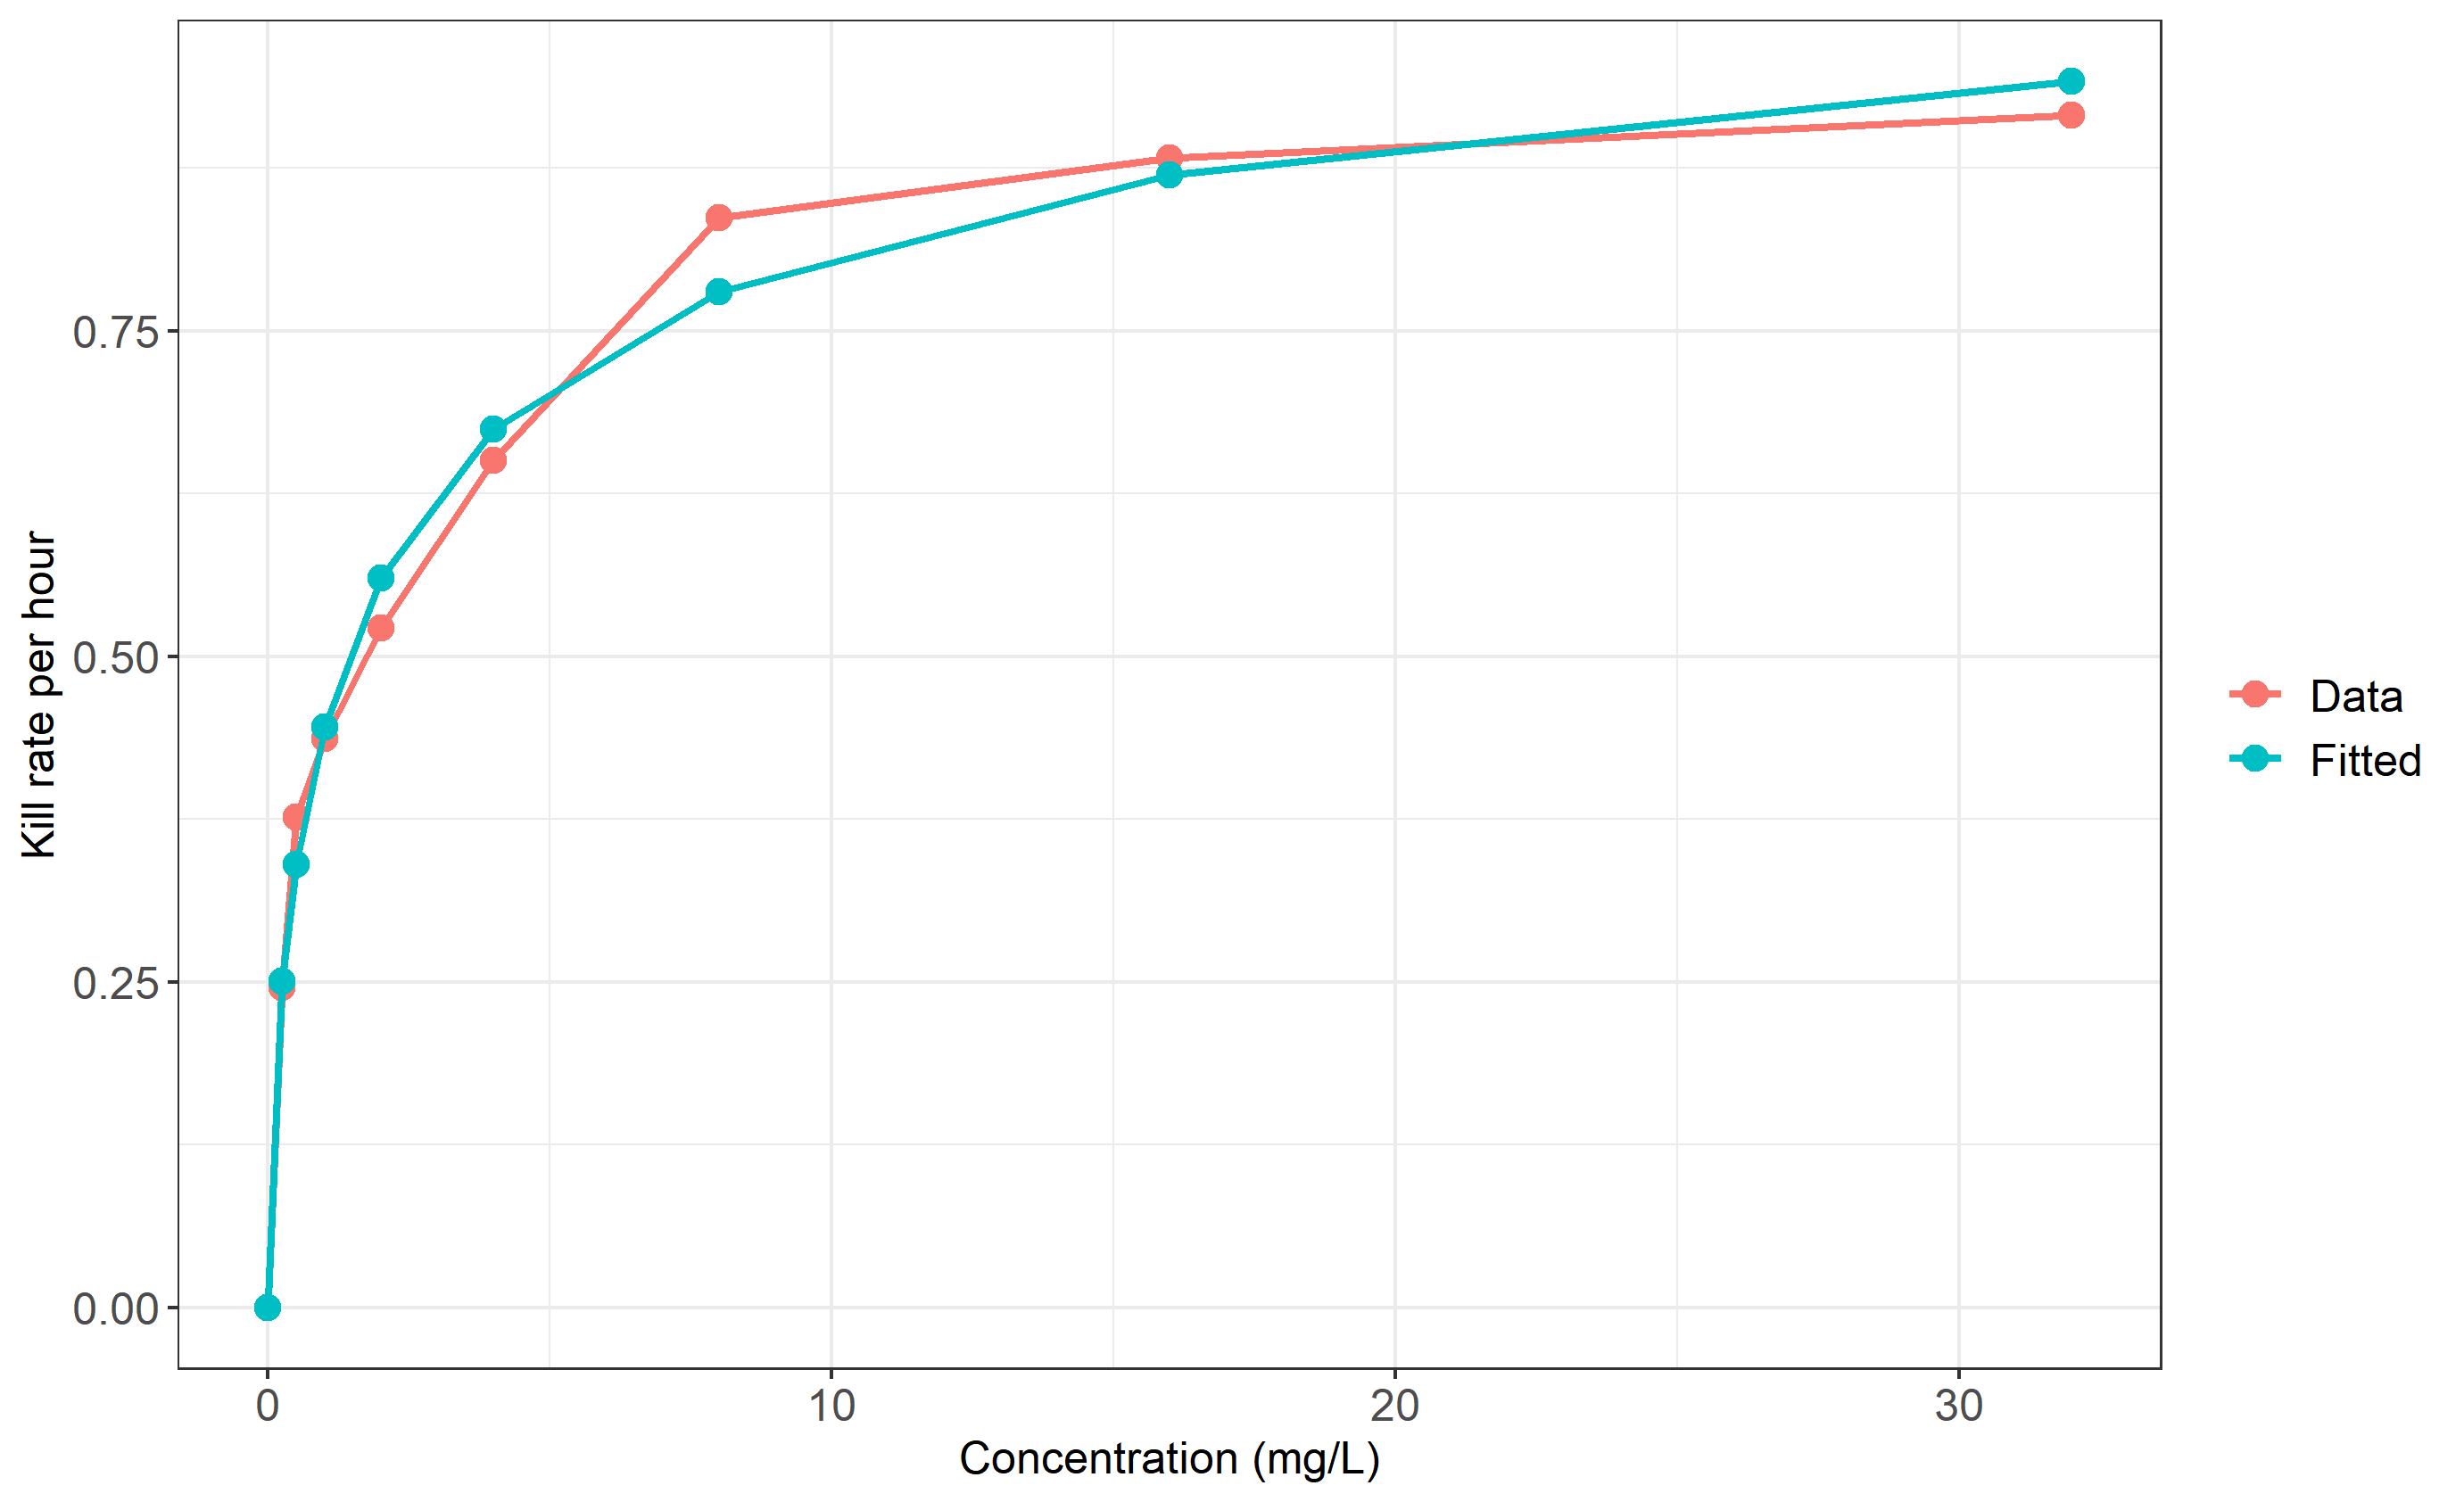 Kill rate per hour
0.75
0.50
0.25
0.00
0 10 20 30
Concentration (mg/L)
Data
Fitted